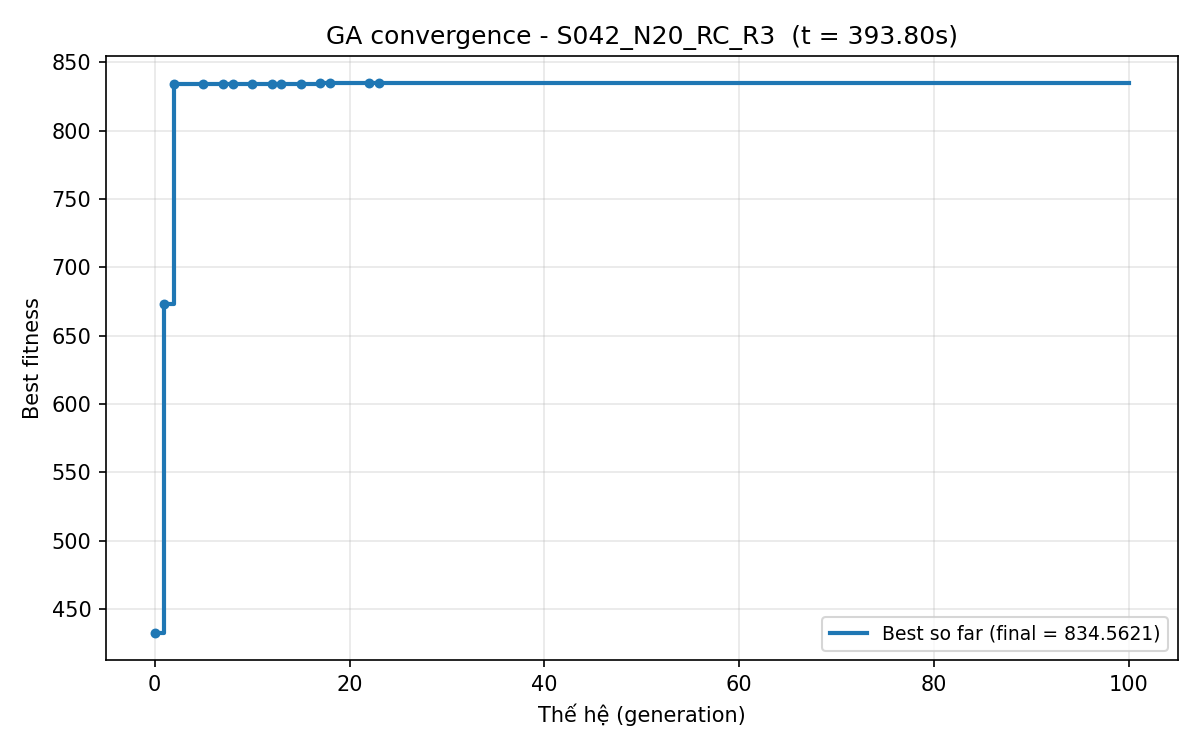 GA convergence - S042_N20_RC_R3  (t = 393.80s)
850
800
750
700
650
600
550
500
450
Best fitness
Best so far (final = 834.5621)
0 20 40 60 80 100
Thế hệ (generation)